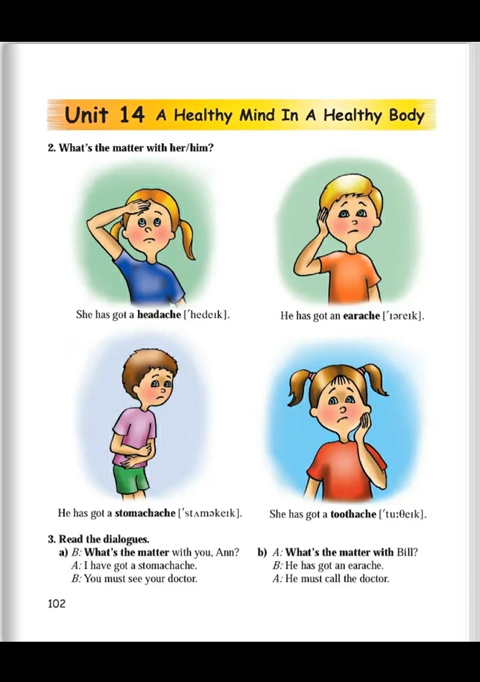 Unit 14 A Healthy Mind In A Healthy Body
2. What's the matter with her/him?
She has got a headache [ˈhedeɪk].
He has got an earache [ˈɪəreɪk].
He has got a stomachache [ˈstʌməkeɪk].
She has got a toothache [ˈtu:θeɪk].
3. Read the dialogues.
a) B: What's the matter with you, Ann?
A: I have got a stomachache.
B: You must see your doctor.
b) A: What's the matter with Bill?
B: He has got an earache.
A: He must call the doctor.
102